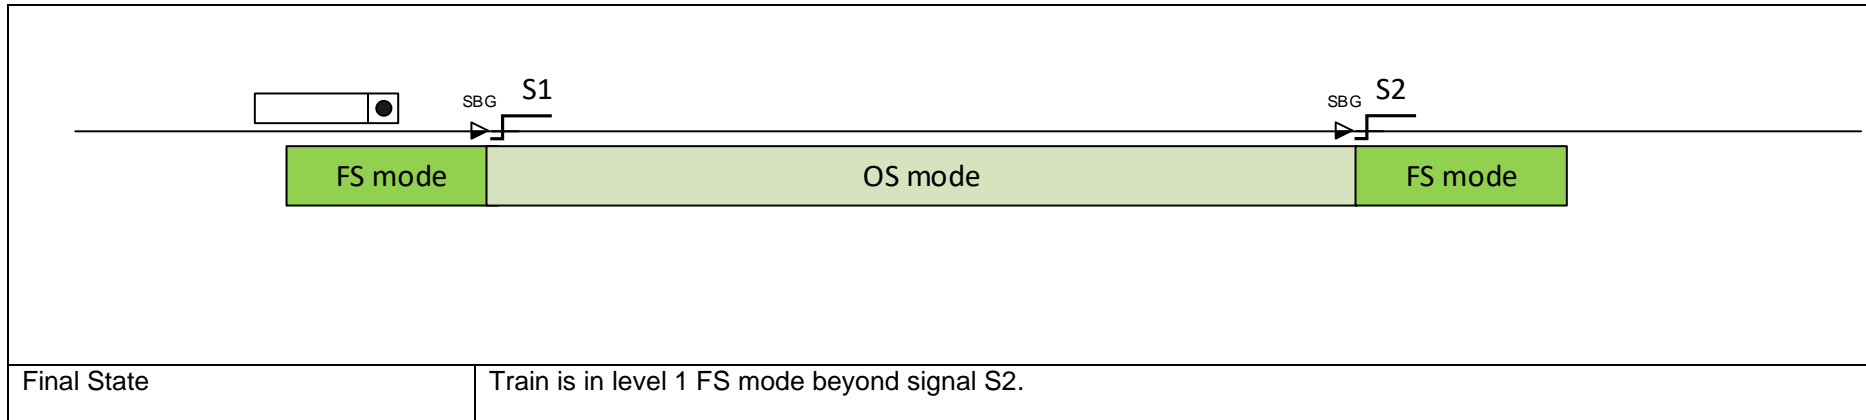 SBG S1
SBG S2
FS mode
OS mode
FS mode
Final State
Train is in level 1 FS mode beyond signal S2.